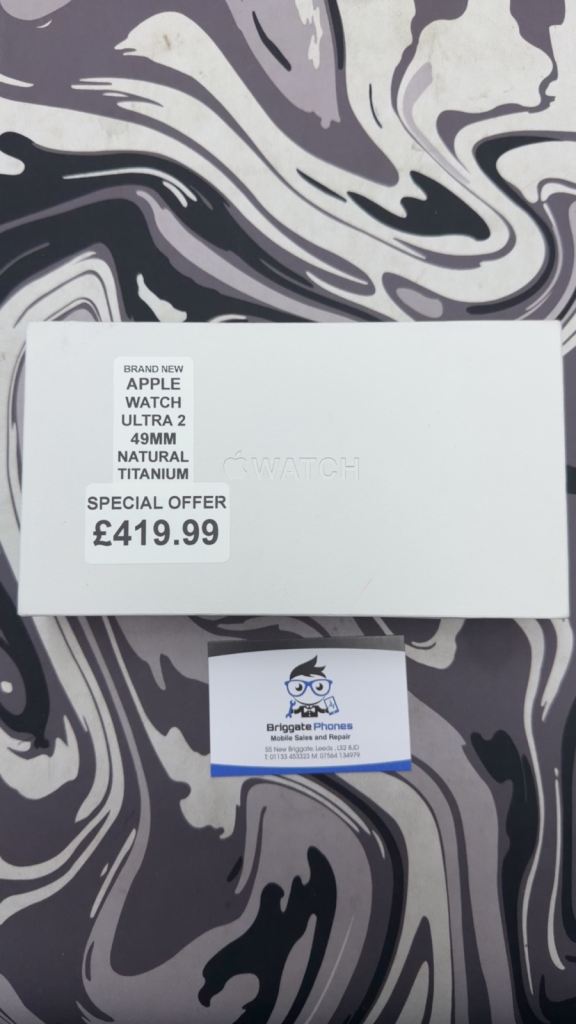 BRAND NEW
APPLE
WATCH
ULTRA 2
49MM
NATURAL
TITANIUM
WATCH
SPECIAL OFFER
£419.99
Briggate Phones
Mobile Sales and Repair
55 New Briggate, Leeds , LS2 8JD
T: 01133 453323 M: 07564 134979